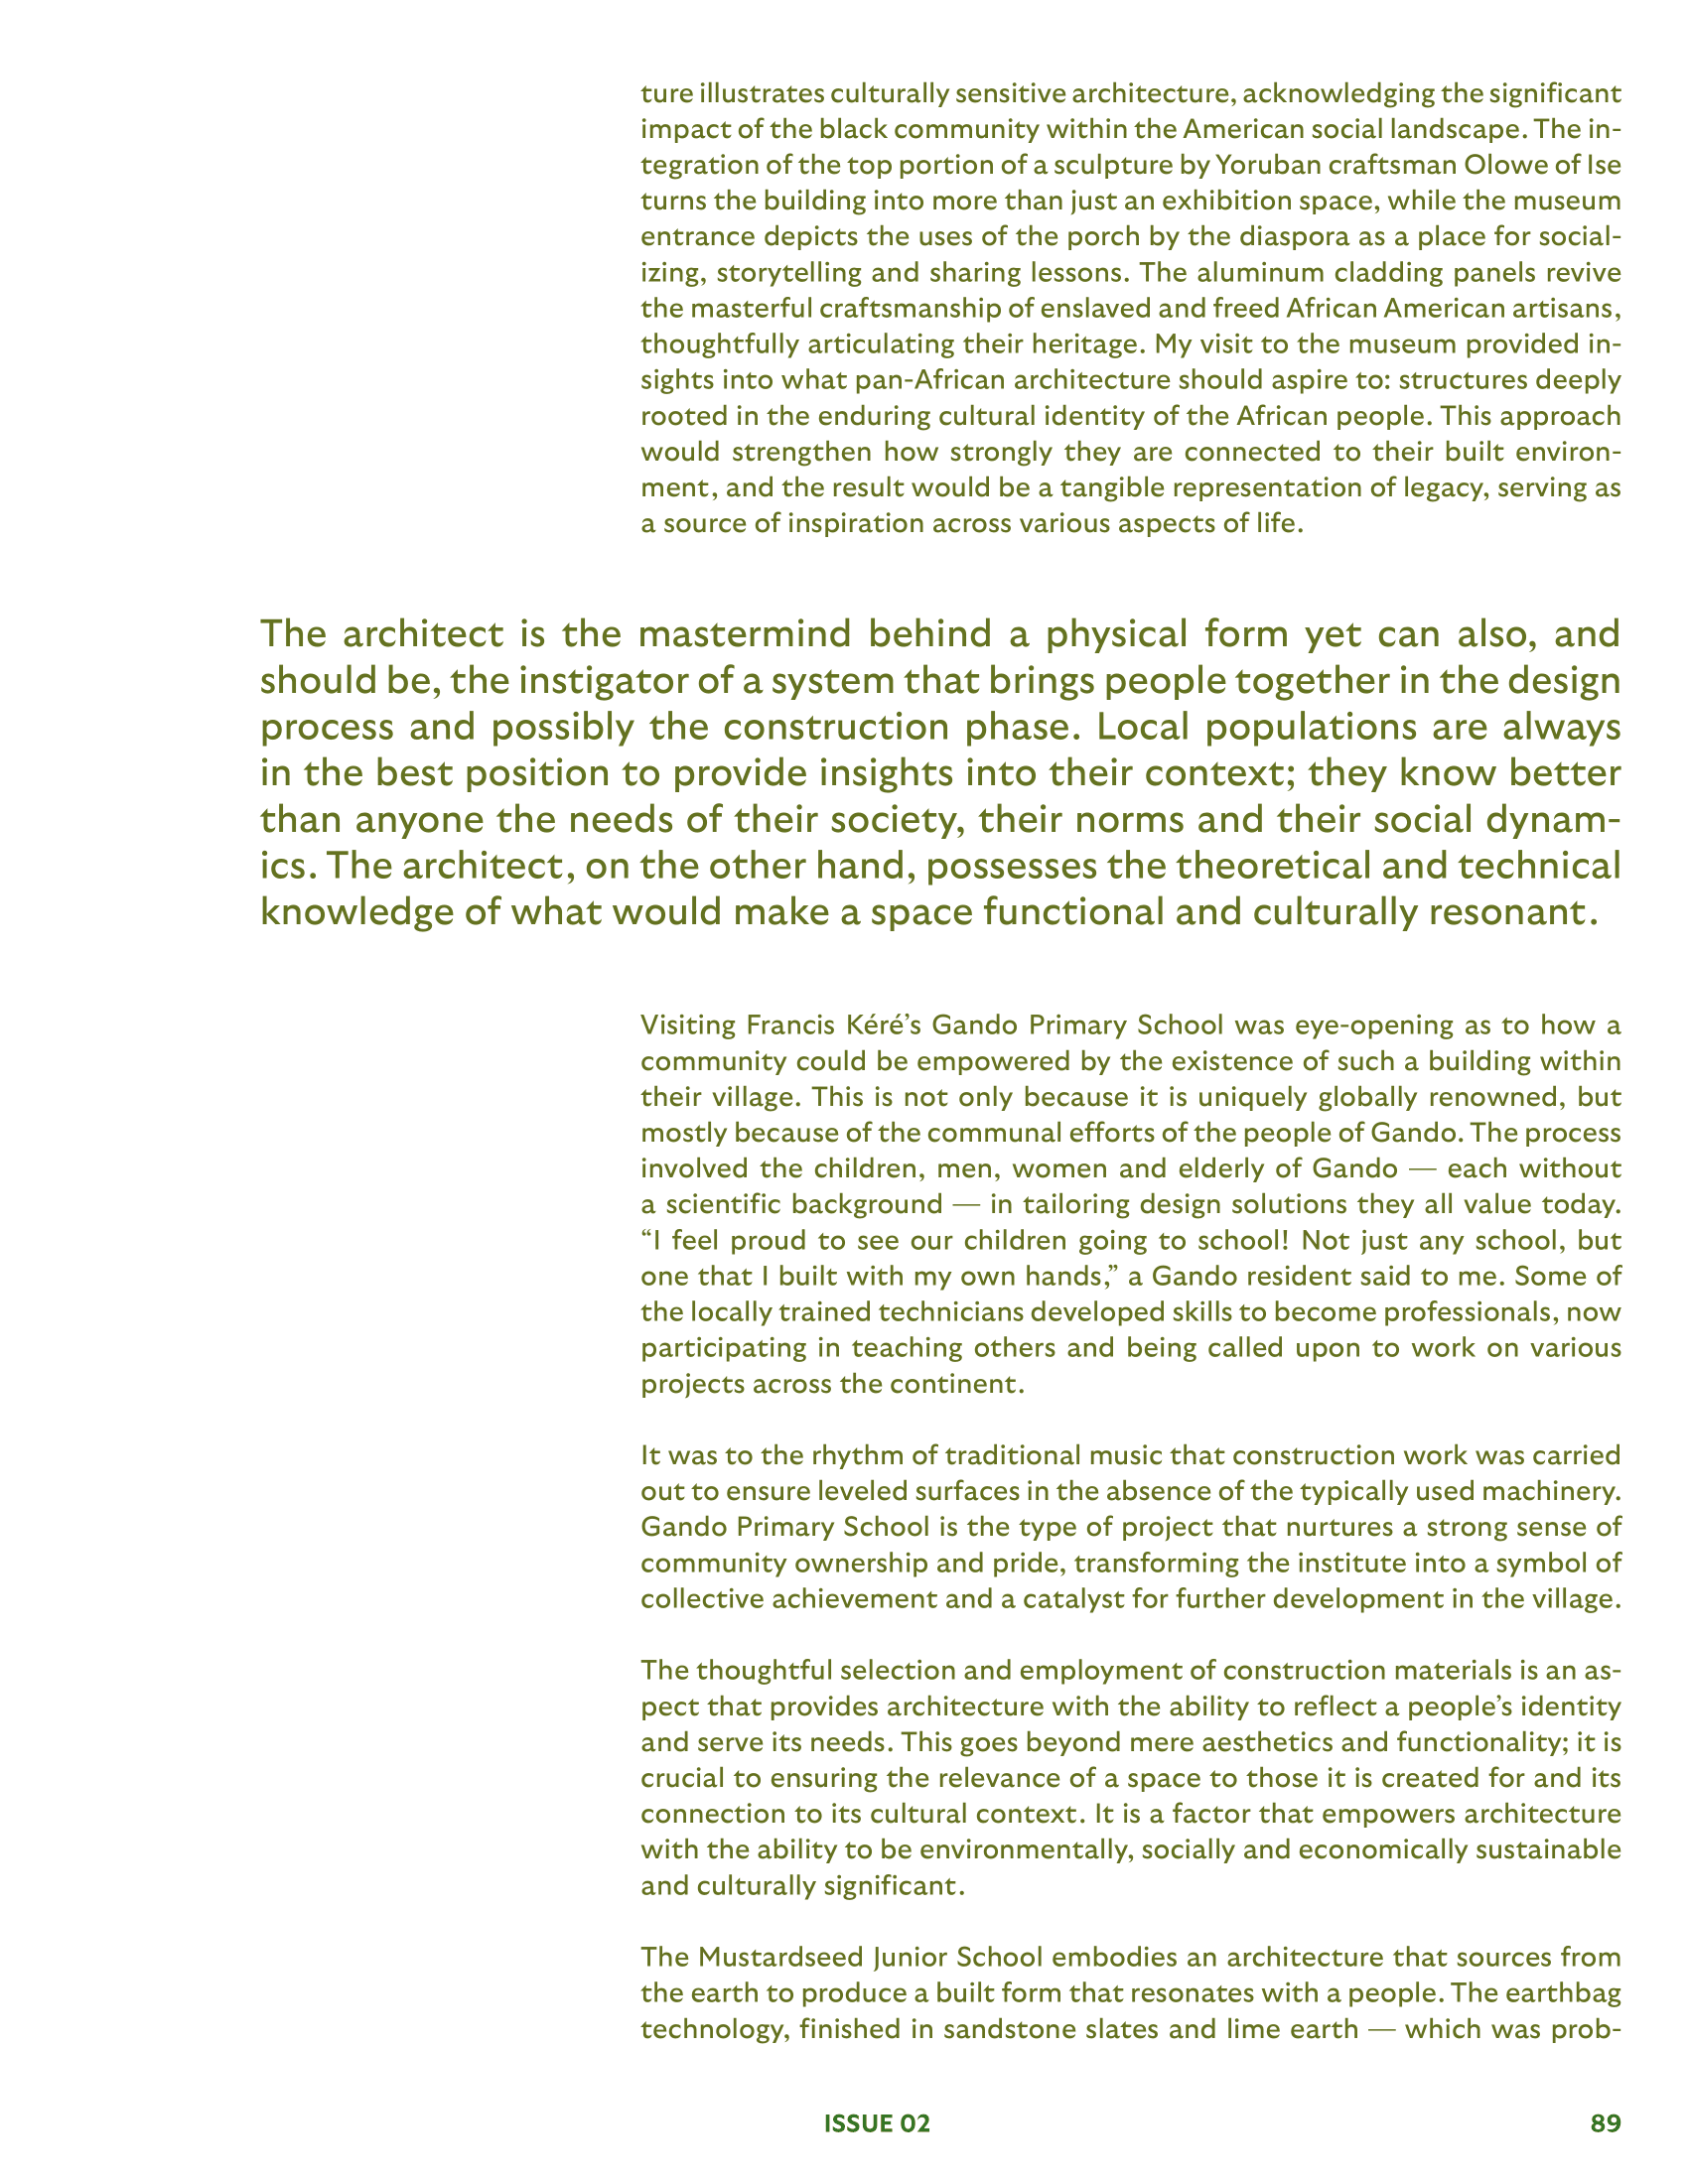 ture illustrates culturally sensitive architecture, acknowledging the significant
impact of the black community within the American social landscape. The in-
tegration of the top portion of a sculpture by Yoruban craftsman Olowe of Ise
turns the building into more than just an exhibition space, while the museum
entrance depicts the uses of the porch by the diaspora as a place for social-
izing, storytelling and sharing lessons. The aluminum cladding panels revive
the masterful craftsmanship of enslaved and freed African American artisans,
thoughtfully articulating their heritage. My visit to the museum provided in-
sights into what pan-African architecture should aspire to: structures deeply
rooted in the enduring cultural identity of the African people. This approach
would strengthen how strongly they are connected to their built environ-
ment, and the result would be a tangible representation of legacy, serving as
a source of inspiration across various aspects of life.
The architect is the mastermind behind a physical form yet can also, and
should be, the instigator of a system that brings people together in the design
process and possibly the construction phase. Local populations are always
in the best position to provide insights into their context; they know better
than anyone the needs of their society, their norms and their social dynam-
ics. The architect, on the other hand, possesses the theoretical and technical
knowledge of what would make a space functional and culturally resonant.
Visiting Francis Kéré’s Gando Primary School was eye-opening as to how a
community could be empowered by the existence of such a building within
their village. This is not only because it is uniquely globally renowned, but
mostly because of the communal efforts of the people of Gando. The process
involved the children, men, women and elderly of Gando — each without
a scientific background — in tailoring design solutions they all value today.
“I feel proud to see our children going to school! Not just any school, but
one that I built with my own hands,” a Gando resident said to me. Some of
the locally trained technicians developed skills to become professionals, now
participating in teaching others and being called upon to work on various
projects across the continent.
It was to the rhythm of traditional music that construction work was carried
out to ensure leveled surfaces in the absence of the typically used machinery.
Gando Primary School is the type of project that nurtures a strong sense of
community ownership and pride, transforming the institute into a symbol of
collective achievement and a catalyst for further development in the village.
The thoughtful selection and employment of construction materials is an as-
pect that provides architecture with the ability to reflect a people’s identity
and serve its needs. This goes beyond mere aesthetics and functionality; it is
crucial to ensuring the relevance of a space to those it is created for and its
connection to its cultural context. It is a factor that empowers architecture
with the ability to be environmentally, socially and economically sustainable
and culturally significant.
The Mustardseed Junior School embodies an architecture that sources from
the earth to produce a built form that resonates with a people. The earthbag
technology, finished in sandstone slates and lime earth — which was prob-
ISSUE 02
89